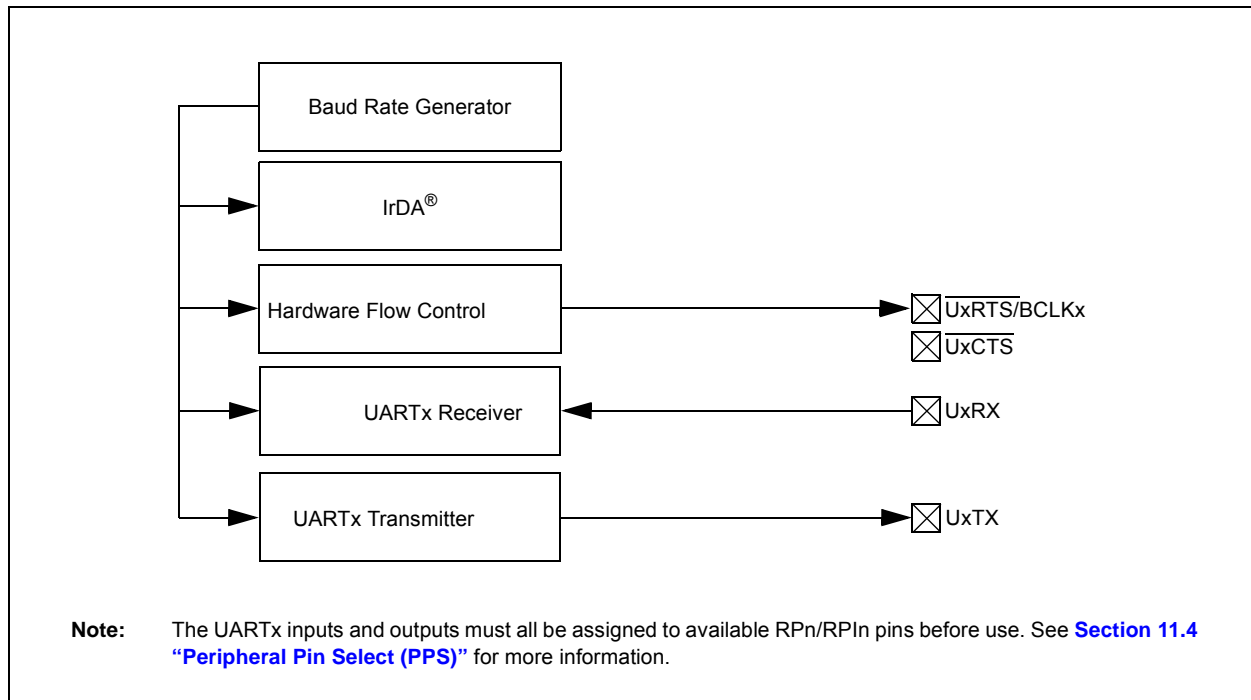 Baud Rate Generator
IrDA®
Hardware Flow Control
UxRTS/BCLKx
UxCTS
UARTx Receiver
UxRX
UARTx Transmitter
UxTX
Note: The UARTx inputs and outputs must all be assigned to available RPn/RPIn pins before use. See Section 11.4
“Peripheral Pin Select (PPS)” for more information.